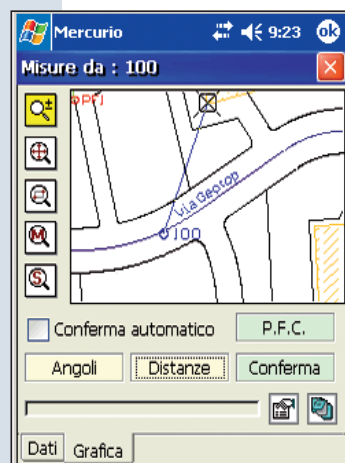 Mercurio 9:23 ok
Misure da : 100
PFJ
Via Geotop
100
M
S
Conferma automatico P.F.C.
Angoli Distanze Conferma
Dati Grafica